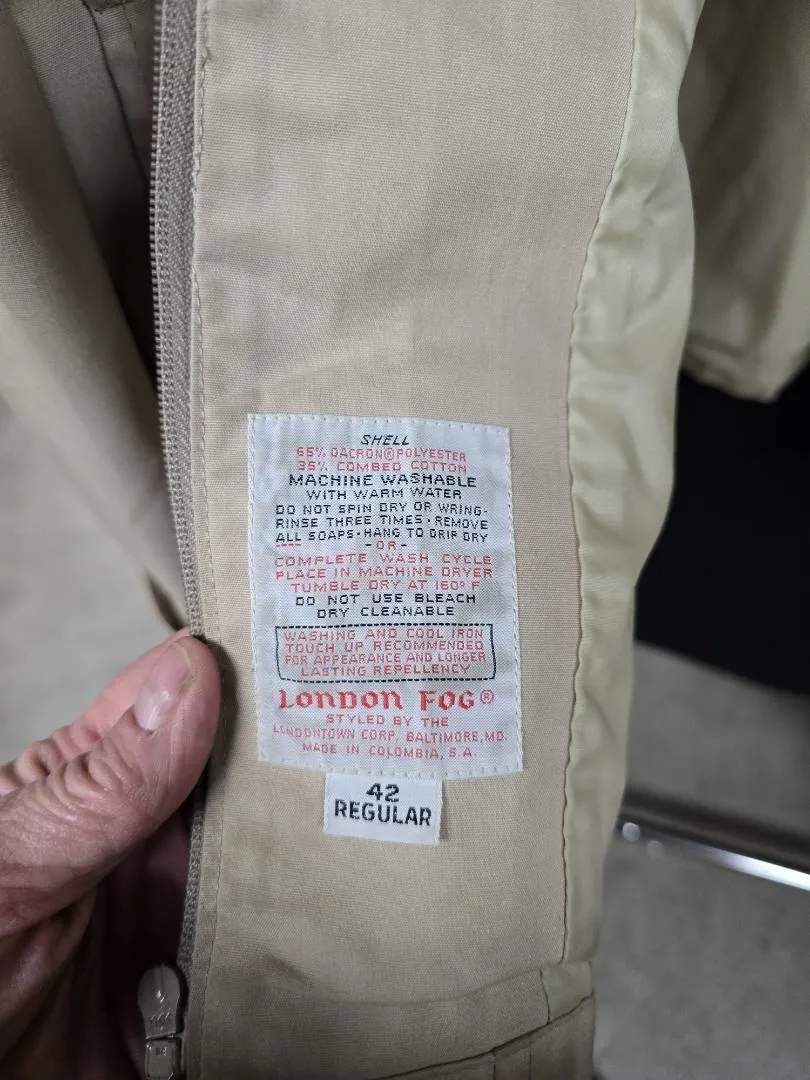 SHELL
65% DACRON®POLYESTER
35% COMBED COTTON
MACHINE WASHABLE
WITH WARM WATER
DO NOT SPIN DRY OR WRING·
RINSE THREE TIMES·REMOVE
ALL SOAPS·HANG TO DRIP DRY
-OR-
COMPLETE WASH CYCLE
PLACE IN MACHINE DRYER
TUMBLE DRY AT 160° F
DO NOT USE BLEACH
DRY CLEANABLE
WASHING AND COOL IRON
TOUCH UP RECOMMENDED
FOR APPEARANCE AND LONGER
LASTING REPELLENCY
LONDON FOG®
STYLED BY THE
LONDONTOWN CORP. BALTIMORE, MD.
MADE IN COLOMBIA, S.A.
42
REGULAR